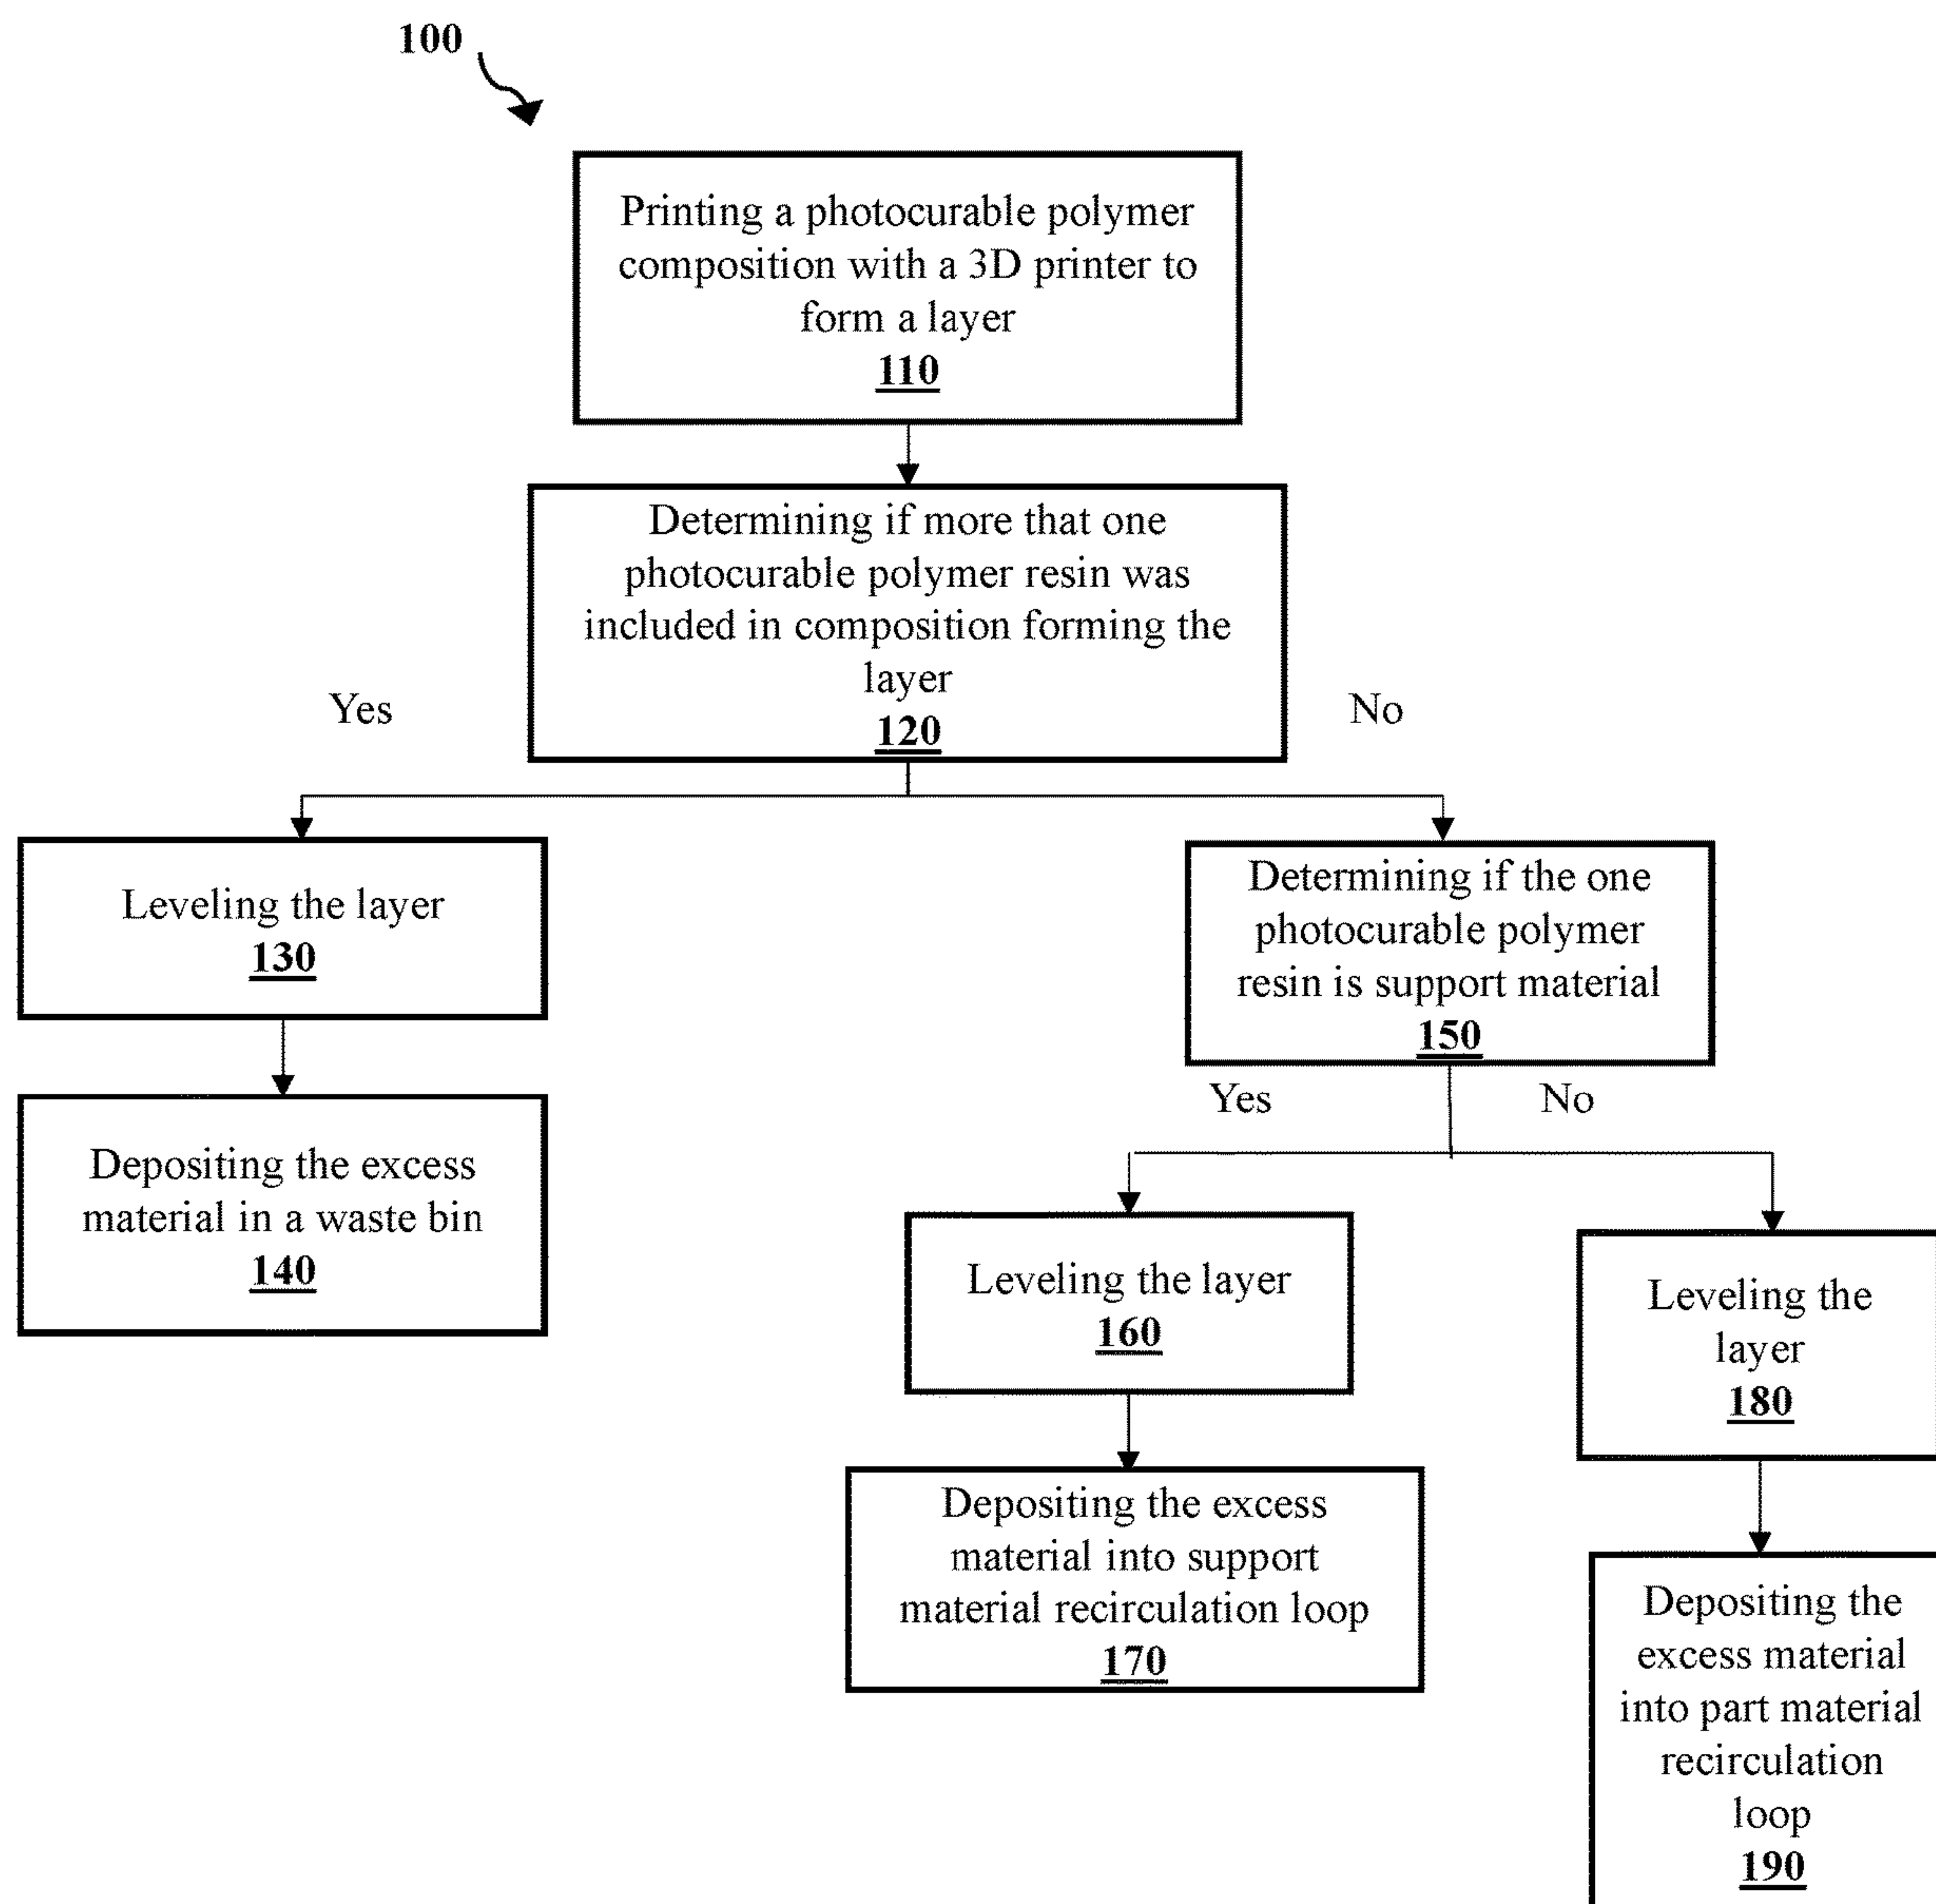 100
Printing a photocurable polymer
composition with a 3D printer to
form a layer
110
Determining if more that one
photocurable polymer resin was
included in composition forming the
layer
120
Yes
No
Leveling the layer
130
Depositing the excess
material in a waste bin
140
Determining if the one
photocurable polymer
resin is support material
150
Yes
No
Leveling the layer
160
Depositing the excess
material into support
material recirculation loop
170
Leveling the
layer
180
Depositing the
excess material
into part material
recirculation
loop
190